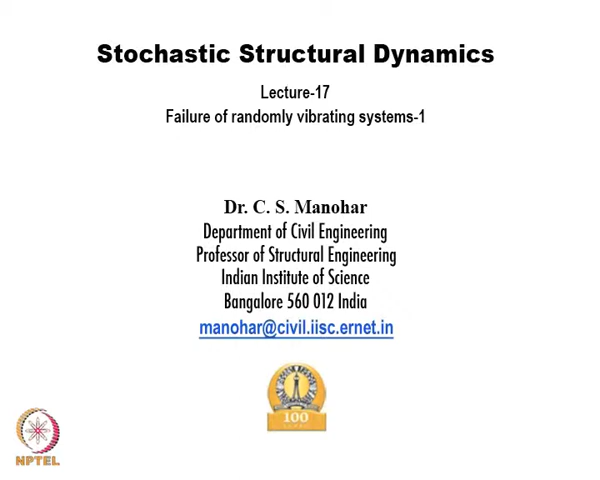 Stochastic Structural Dynamics
Lecture-17
Failure of randomly vibrating systems-1
Dr. C. S. Manohar
Department of Civil Engineering
Professor of Structural Engineering
Indian Institute of Science
Bangalore 560 012 India
manohar@civil.iisc.ernet.in
100
NPTEL